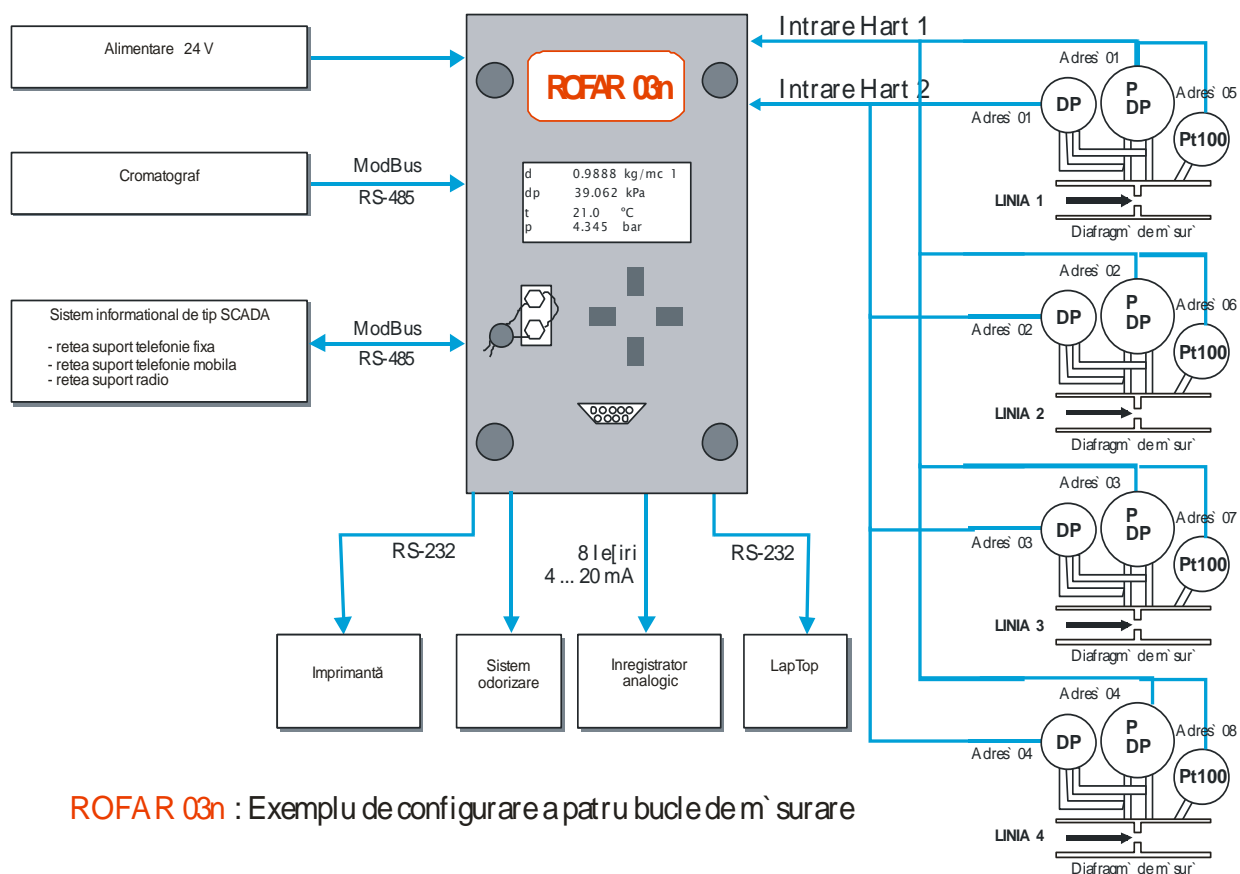 Alimentare 24 V
Cromatograf
ModBus
RS-485
Sistem informational de tip SCADA
- retea suport telefonie fixa
- retea suport telefonie mobila
- retea suport radio
ModBus
RS-485
ROFAR 03n
d 0.9888 kg/mc 1
dp 39.062 kPa
t 21.0 °C
p 4.345 bar
Intrare Hart 1
Intrare Hart 2
Adres` 01
P
DP
Adres` 05
DP
Adres` 01
Pt100
LINIA 1
Diafragm` de m`sur`
Adres` 02
P
DP
Adres` 06
DP
Adres` 02
Pt100
LINIA 2
Diafragm` de m`sur`
Adres` 03
P
DP
Adres` 07
DP
Adres` 03
Pt100
LINIA 3
Diafragm` de m`sur`
Adres` 04
P
DP
Adres` 08
DP
Adres` 04
Pt100
LINIA 4
Diafragm` de m`sur`
RS-232
8 Ie[iri
4 ... 20 mA
RS-232
Imprimantă
Sistem
odorizare
Inregistrator
analogic
LapTop
ROFAR 03n : Exemplu de configurare a patru bucle de m`surare